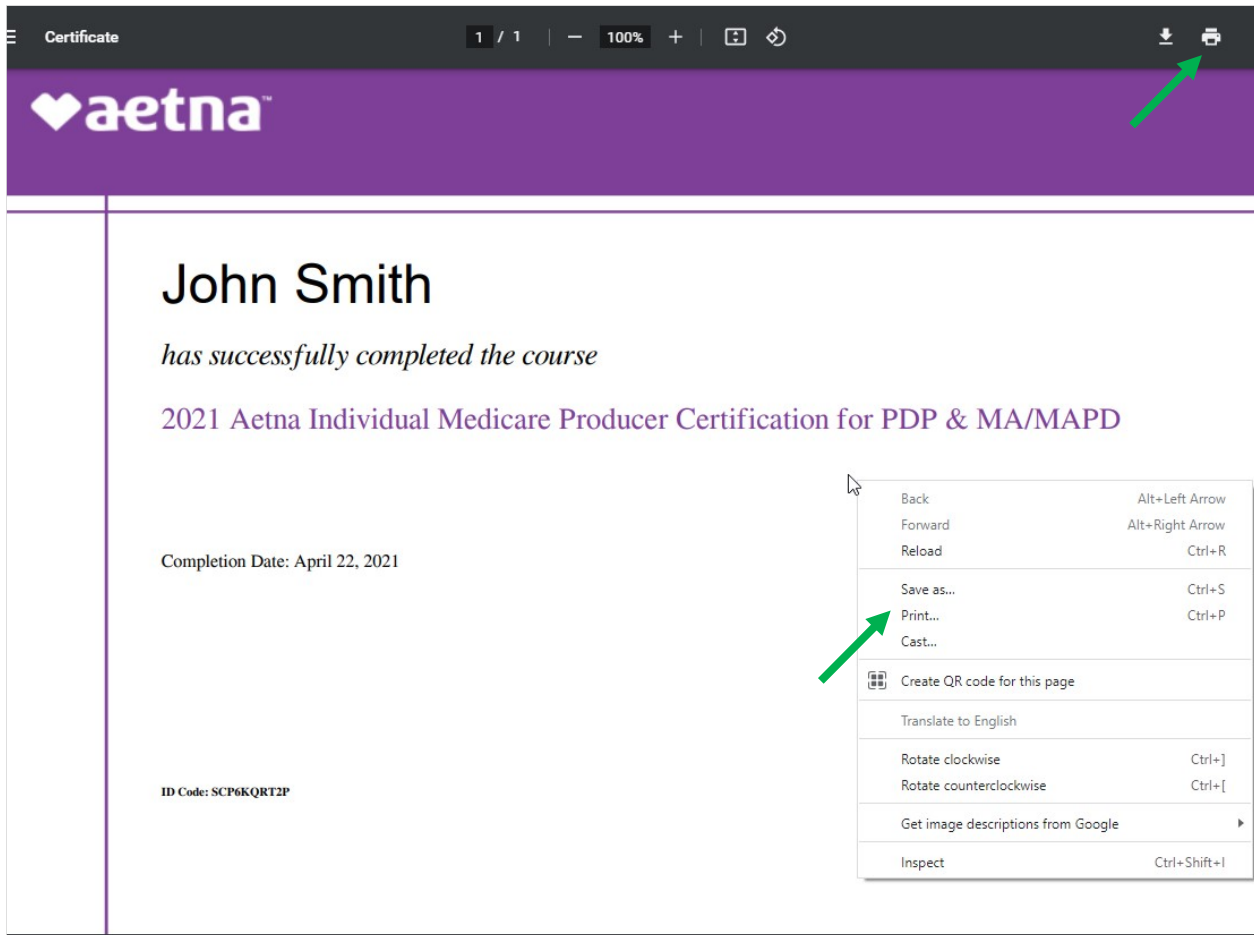 Certificate 1 / 1 100%
aetna™
John Smith
has successfully completed the course
2021 Aetna Individual Medicare Producer Certification for PDP & MA/MAPD
Completion Date: April 22, 2021
ID Code: SCP6KQRT2P
Back Alt+Left Arrow
Forward Alt+Right Arrow
Reload Ctrl+R
Save as... Ctrl+S
Print... Ctrl+P
Cast...
Create QR code for this page
Translate to English
Rotate clockwise Ctrl+]
Rotate counterclockwise Ctrl+[
Get image descriptions from Google
Inspect Ctrl+Shift+I